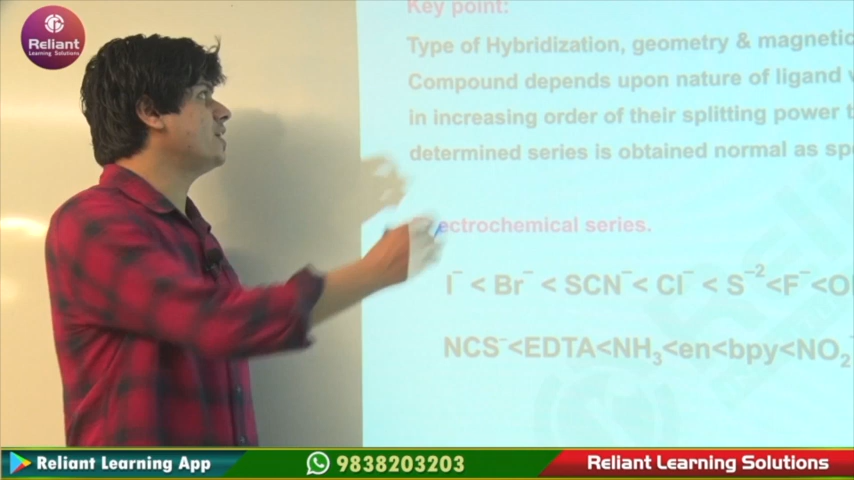 Reliant
Learning Solutions
Key point:
Type of Hybridization, geometry & magnetic
Compound depends upon nature of ligand
in increasing order of their splitting power
determined series is obtained normal as
ectrochemical series.
I⁻ < Br⁻ < SCN⁻< Cl⁻ < S⁻²<F⁻<O
NCS⁻<EDTA<NH₃<en<bpy<NO₂⁻
Reliant Learning App
9838203203
Reliant Learning Solutions